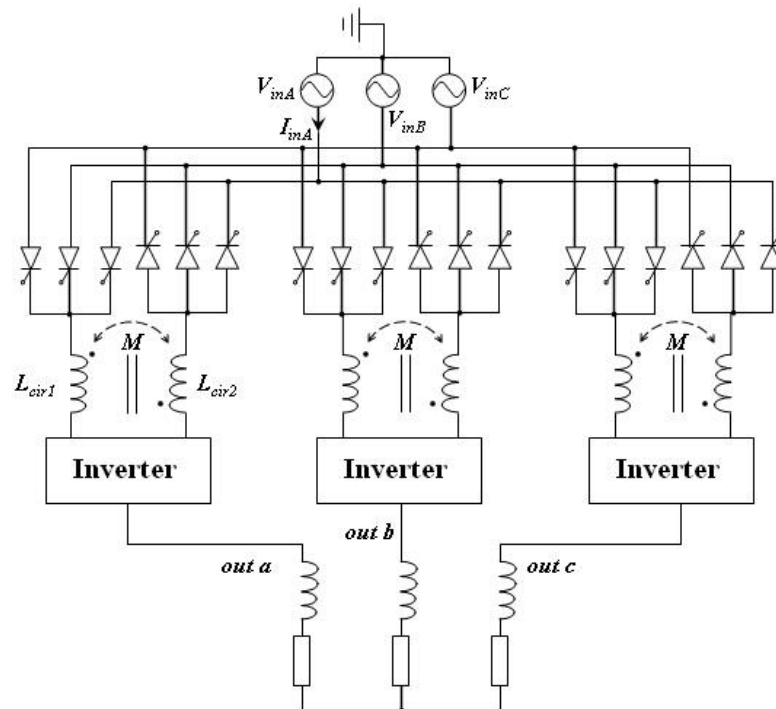 V_inA
V_inB
V_inC
I_inA
M
M
M
L_cir1
L_cir2
Inverter
Inverter
Inverter
out a
out b
out c